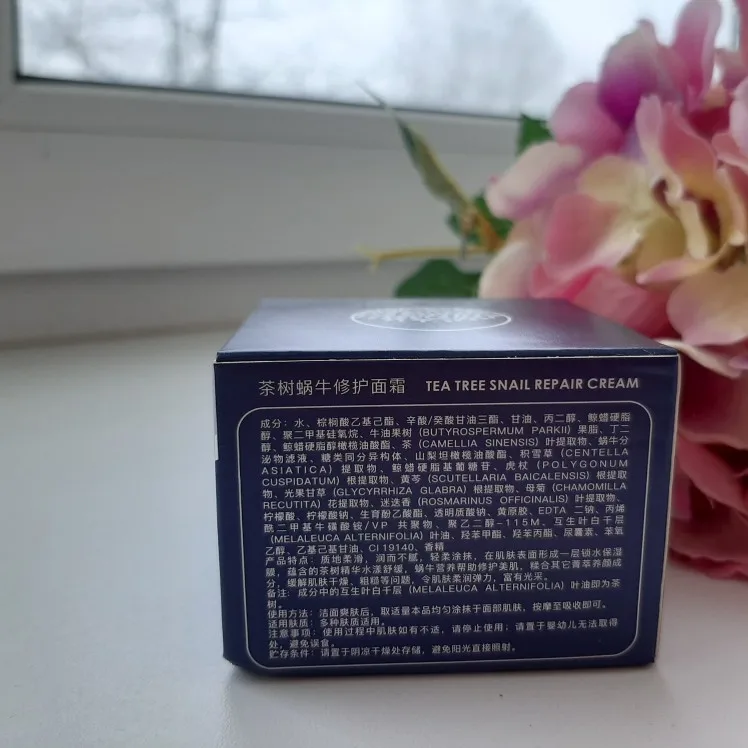 茶树蜗牛修护面霜 TEA TREE SNAIL REPAIR CREAM
成分：水、棕榈酸乙基己酯、辛酸/癸酸甘油三酯、甘油、丙二醇、鲸蜡硬脂
醇、聚二甲基硅氧烷、牛油果树 (BUTYROSPERMUM PARKII) 果脂、丁二
醇、鲸蜡硬脂醇橄榄油酸酯、茶 (CAMELLIA SINENSIS) 叶提取物、蜗牛分
泌物滤液、糖类同分异构体、山梨坦橄榄油酸酯、积雪草 (CENTELLA
ASIATICA) 提取物、鲸蜡硬脂基葡糖苷、虎杖 (POLYGONUM
CUSPIDATUM) 根提取物、黄芩 (SCUTELLARIA BAICALENSIS) 根提取
物、光果甘草 (GLYCYRRHIZA GLABRA) 根提取物、母菊 (CHAMOMILLA
RECUTITA) 花提取物、迷迭香 (ROSMARINUS OFFICINALIS) 叶提取物、
柠檬酸、柠檬酸钠、生育酚乙酸酯、透明质酸钠、黄原胶、EDTA 二钠、丙烯
酰二甲基牛磺酸铵/VP 共聚物、聚乙二醇-115M、互生叶白千层
(MELALEUCA ALTERNIFOLIA) 叶油、羟苯甲酯、羟苯丙酯、尿囊素、苯氧
乙醇、乙基己基甘油、CI 19140、香精
产品特点：质地柔滑，润而不腻，轻柔涂抹，在肌肤表面形成一层锁水保湿
膜，蕴含的茶树精华水漾舒缓，蜗牛营养帮助修护美肌，糅合其它菁萃养颜成
分，缓解肌肤干燥、粗糙等问题，令肌肤柔润弹力，富有光采。
备注：成分中的互生叶白千层 (MELALEUCA ALTERNIFOLIA) 叶油即为茶
树。
使用方法：洁面爽肤后，取适量本品均匀涂抹于面部肌肤，按摩至吸收即可。
适用肤质：多种肤质适用。
注意事项：使用过程中肌肤如有不适，请停止使用；请置于婴幼儿无法取得
处，避免误食。
贮存条件：请置于阴凉干燥处存储，避免阳光直接照射。